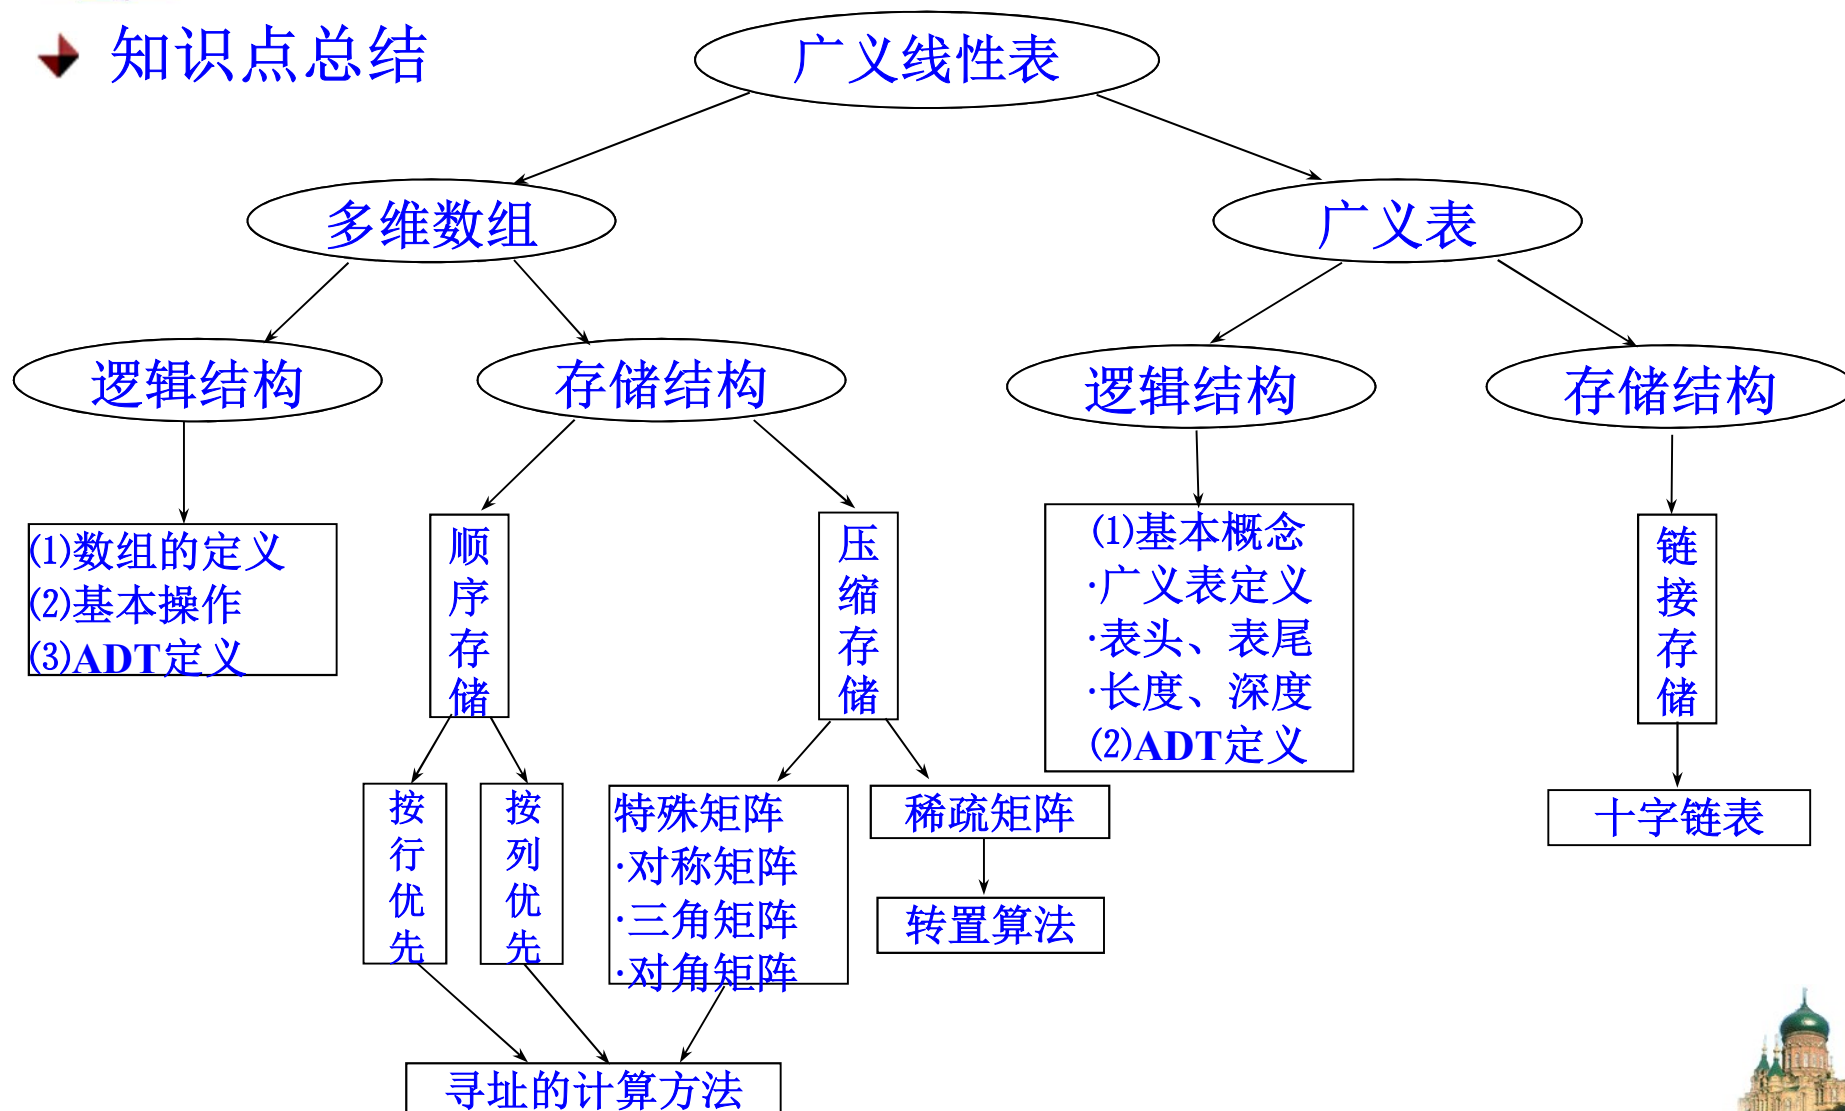 知识点总结
广义线性表
多维数组
广义表
逻辑结构
存储结构
逻辑结构
存储结构
⑴数组的定义
⑵基本操作
⑶ADT定义
顺序存储
压缩存储
⑴基本概念
·广义表定义
·表头、表尾
·长度、深度
⑵ADT定义
链接存储
按行优先
按列优先
特殊矩阵
·对称矩阵
·三角矩阵
·对角矩阵
稀疏矩阵
转置算法
十字链表
寻址的计算方法